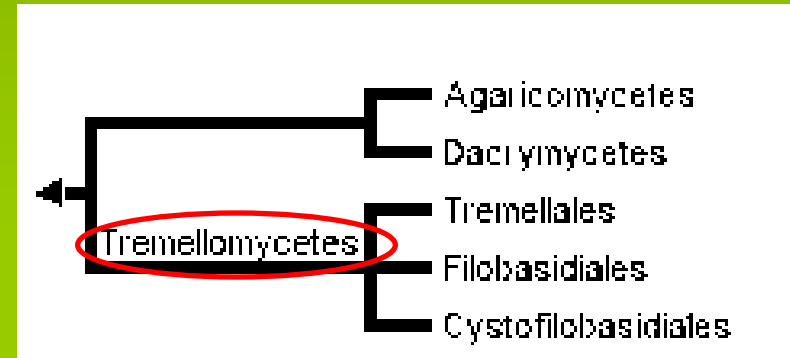 Agaricomycetes
Dacrymycetes
Tremellales
Tremellomycetes
Filobasidiales
Cystofilobasidiales